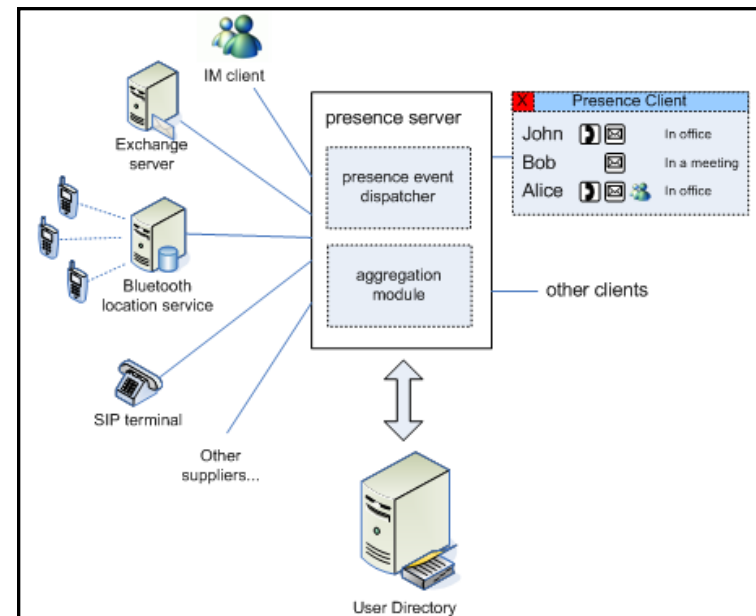 IM client
Exchange
server
Bluetooth
location service
SIP terminal
Other
suppliers...
presence server
presence event
dispatcher
aggregation
module
X Presence Client
John In office
Bob In a meeting
Alice In office
other clients
User Directory